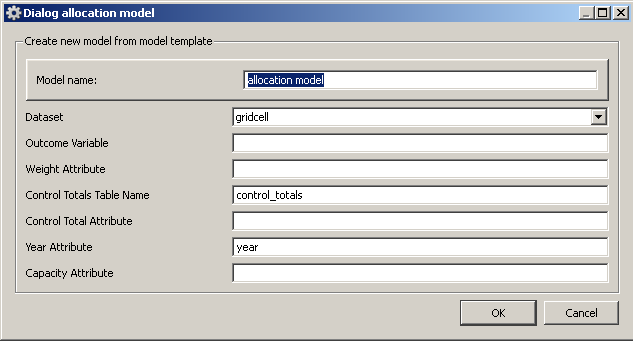 Dialog allocation model
Create new model from model template
Model name: allocation model
Dataset gridcell
Outcome Variable
Weight Attribute
Control Totals Table Name control_totals
Control Total Attribute
Year Attribute year
Capacity Attribute
OK Cancel